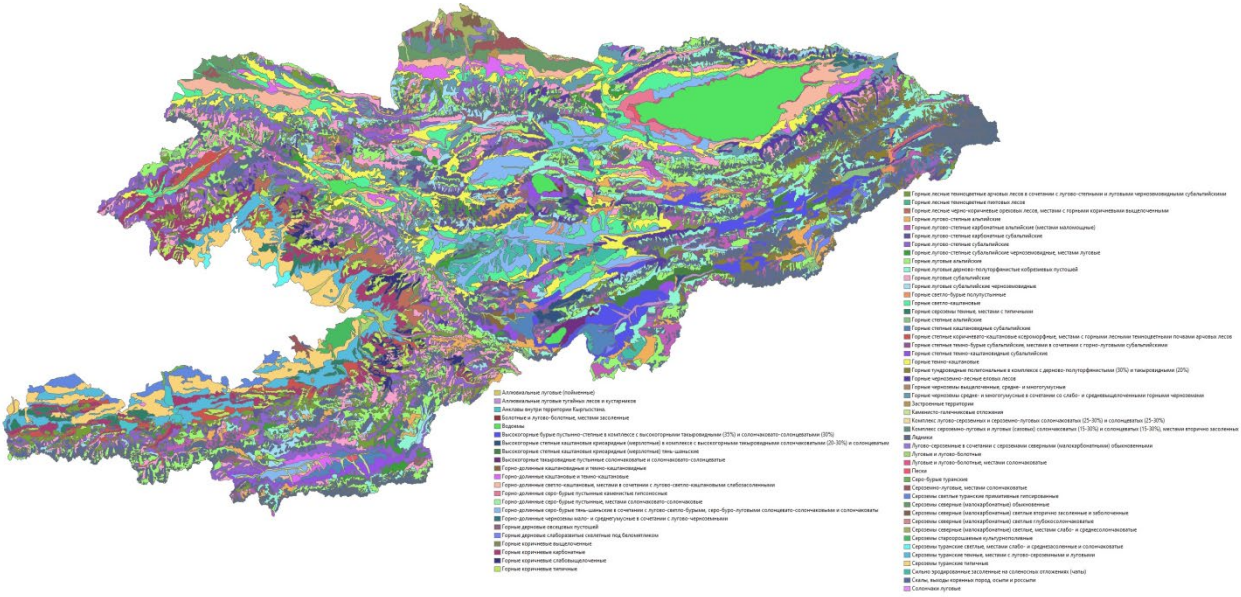 Аллювиальные луговые (пойменные)
Аллювиальные луговые тугайных лесов и кустарников
Анклавы внутри территории Кыргызстана
Болотные и лугово-болотные, местами засоленные
Водоемы
Высокогорные бурые пустынно-степные в комплексе с высокогорными такыровидными (35%) и солончаковато-солонцеватыми (30%)
Высокогорные степные каштановые криоаридные (мерзлотные) в комплексе с высокогорными такыровидными солончаковатыми (20-30%) и солонцеватыми
Высокогорные степные каштановые криоаридные (мерзлотные) тянь-шаньские
Высокогорные такыровидные пустынные солончаковатые и солончаковато-солонцеватые
Горно-долинные каштановидные и темно-каштановидные
Горно-долинные каштановые и темно-каштановые
Горно-долинные светло-каштановые, местами в сочетании с лугово-светло-каштановыми слабосолонцеватыми
Горно-долинные серо-бурые пустынные каменистые гипсоносные
Горно-долинные серо-бурые пустынные, местами солончаковато-солончаковые
Горно-долинные серо-бурые тянь-шаньские в сочетании с лугово-светло-бурыми, серо-буро-луговыми солонцевато-солончаковыми и солончаковаты
Горно-долинные черноземы мало- и среднегумусные в сочетании с лугово-черноземными
Горные дерновые овсецовых пустошей
Горные дерновые слаборазвитые скелетные под беломятликом
Горные коричневые выщелоченные
Горные коричневые карбонатные
Горные коричневые слабовыщелоченные
Горные коричневые типичные
Горные лесные темноцветные арчовых лесов в сочетании с лугово-степными и луговыми черноземовидными субальпийскими
Горные лесные темноцветные пихтовых лесов
Горные лесные черно-коричневые ореховых лесов, местами с горными коричневыми выщелоченными
Горные лугово-степные альпийские
Горные лугово-степные карбонатные альпийские (местами маломощные)
Горные лугово-степные карбонатные субальпийские
Горные лугово-степные субальпийские
Горные лугово-степные субальпийские черноземовидные, местами луговые
Горные луговые альпийские
Горные луговые дерново-полуторфянистые кобрезиевых пустошей
Горные луговые субальпийские
Горные луговые субальпийские черноземовидные
Горные светло-бурые полупустынные
Горные светло-каштановые
Горные сероземы темные, местами с типичными
Горные степные альпийские
Горные степные каштановидные субальпийские
Горные степные коричневато-каштановые ксероморфные, местами с горными лесными темноцветными почвами арчовых лесов
Горные степные темно-бурые субальпийские, местами в сочетании с горно-луговыми субальпийскими
Горные степные темно-каштановидные субальпийские
Горные темно-каштановые
Горные тундровидные полигональные в комплексе с дерново-полуторфянистыми (30%) и такыровидными (20%)
Горные черноземно-лесные еловых лесов
Горные черноземы выщелоченные, средне- и многогумусные
Горные черноземы средне- и многогумусные в сочетании со слабо- и средневыщелоченными горными черноземами
Застроенные территории
Каменисто-галечниковые отложения
Комплекс лугово-сероземных и сероземно-луговых солончаковатых (25-30%) и солонцеватых (25-30%)
Комплекс сероземно-луговых и луговых (сазовых) солончаковатых (15-30%) и солонцеватых (15-30%), местами вторично засоленные
Ледники
Лугово-сероземные в сочетании с сероземами северными (малокарбонатными) обыкновенными
Луговые и лугово-болотные
Луговые и лугово-болотные, местами солончаковатые
Пески
Серо-бурые туранские
Сероземно-луговые, местами солончаковатые
Сероземы светлые туранские примитивные гипсированные
Сероземы северные (малокарбонатные) обыкновенные
Сероземы северные (малокарбонатные) светлые вторично засоленные и заболоченные
Сероземы северные (малокарбонатные) светлые глубокосолончаковатые
Сероземы северные (малокарбонатные) светлые, местами слабо- и среднесолончаковатые
Сероземы староорошаемые культурнополивные
Сероземы туранские светлые, местами слабо- и среднезасоленные и солончаковатые
Сероземы туранские темные, местами с лугово-сероземными и луговыми
Сероземы туранские типичные
Сильно эродированные засоленные на соленосных отложениях (чапы)
Скалы, выходы коренных пород, осыпи и россыпи
Солончаки луговые